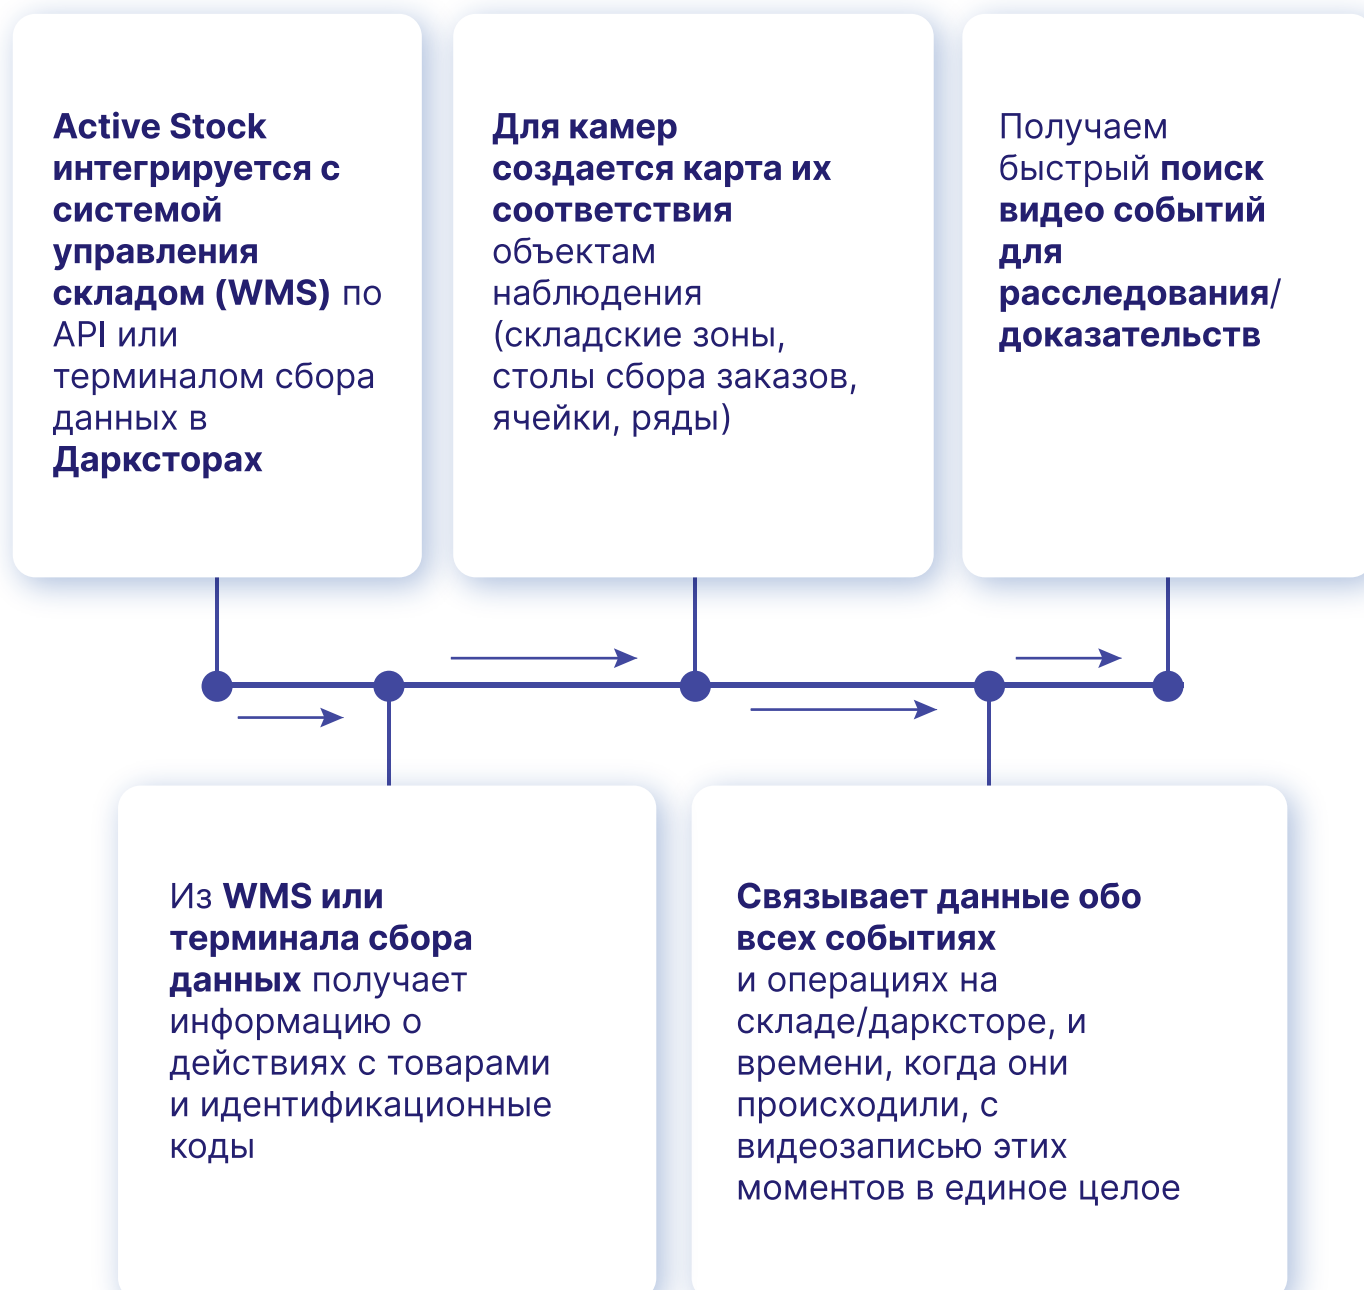 Active Stock
интегрируется с
системой
управления
складом (WMS) по
API или
терминалом сбора
данных в
Даркcторах
Для камер
создается карта их
соответствия
объектам
наблюдения
(складские зоны,
столы сбора заказов,
ячейки, ряды)
Получаем
быстрый поиск
видео событий
для
расследования/
доказательств
Из WMS или
терминала сбора
данных получает
информацию о
действиях с товарами
и идентификационные
коды
Связывает данные обо
всех событиях
и операциях на
складе/даркcторе, и
времени, когда они
происходили, с
видеозаписью этих
моментов в единое целое